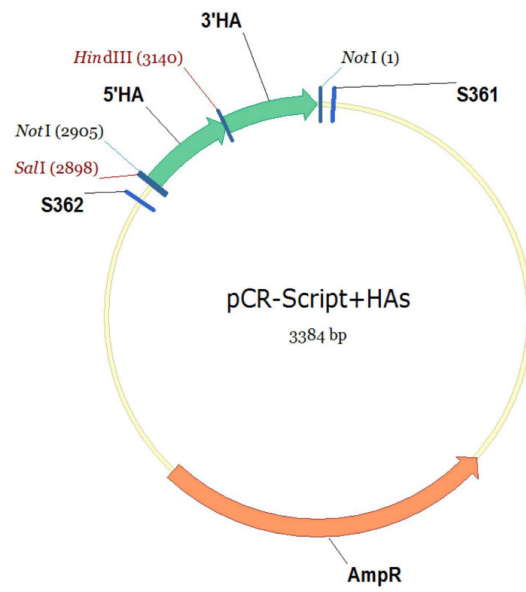 3'HA
HindIII (3140)
NotI (1)
5'HA
S361
NotI (2905)
SalI (2898)
S362
pCR-Script+HAs
3384 bp
AmpR